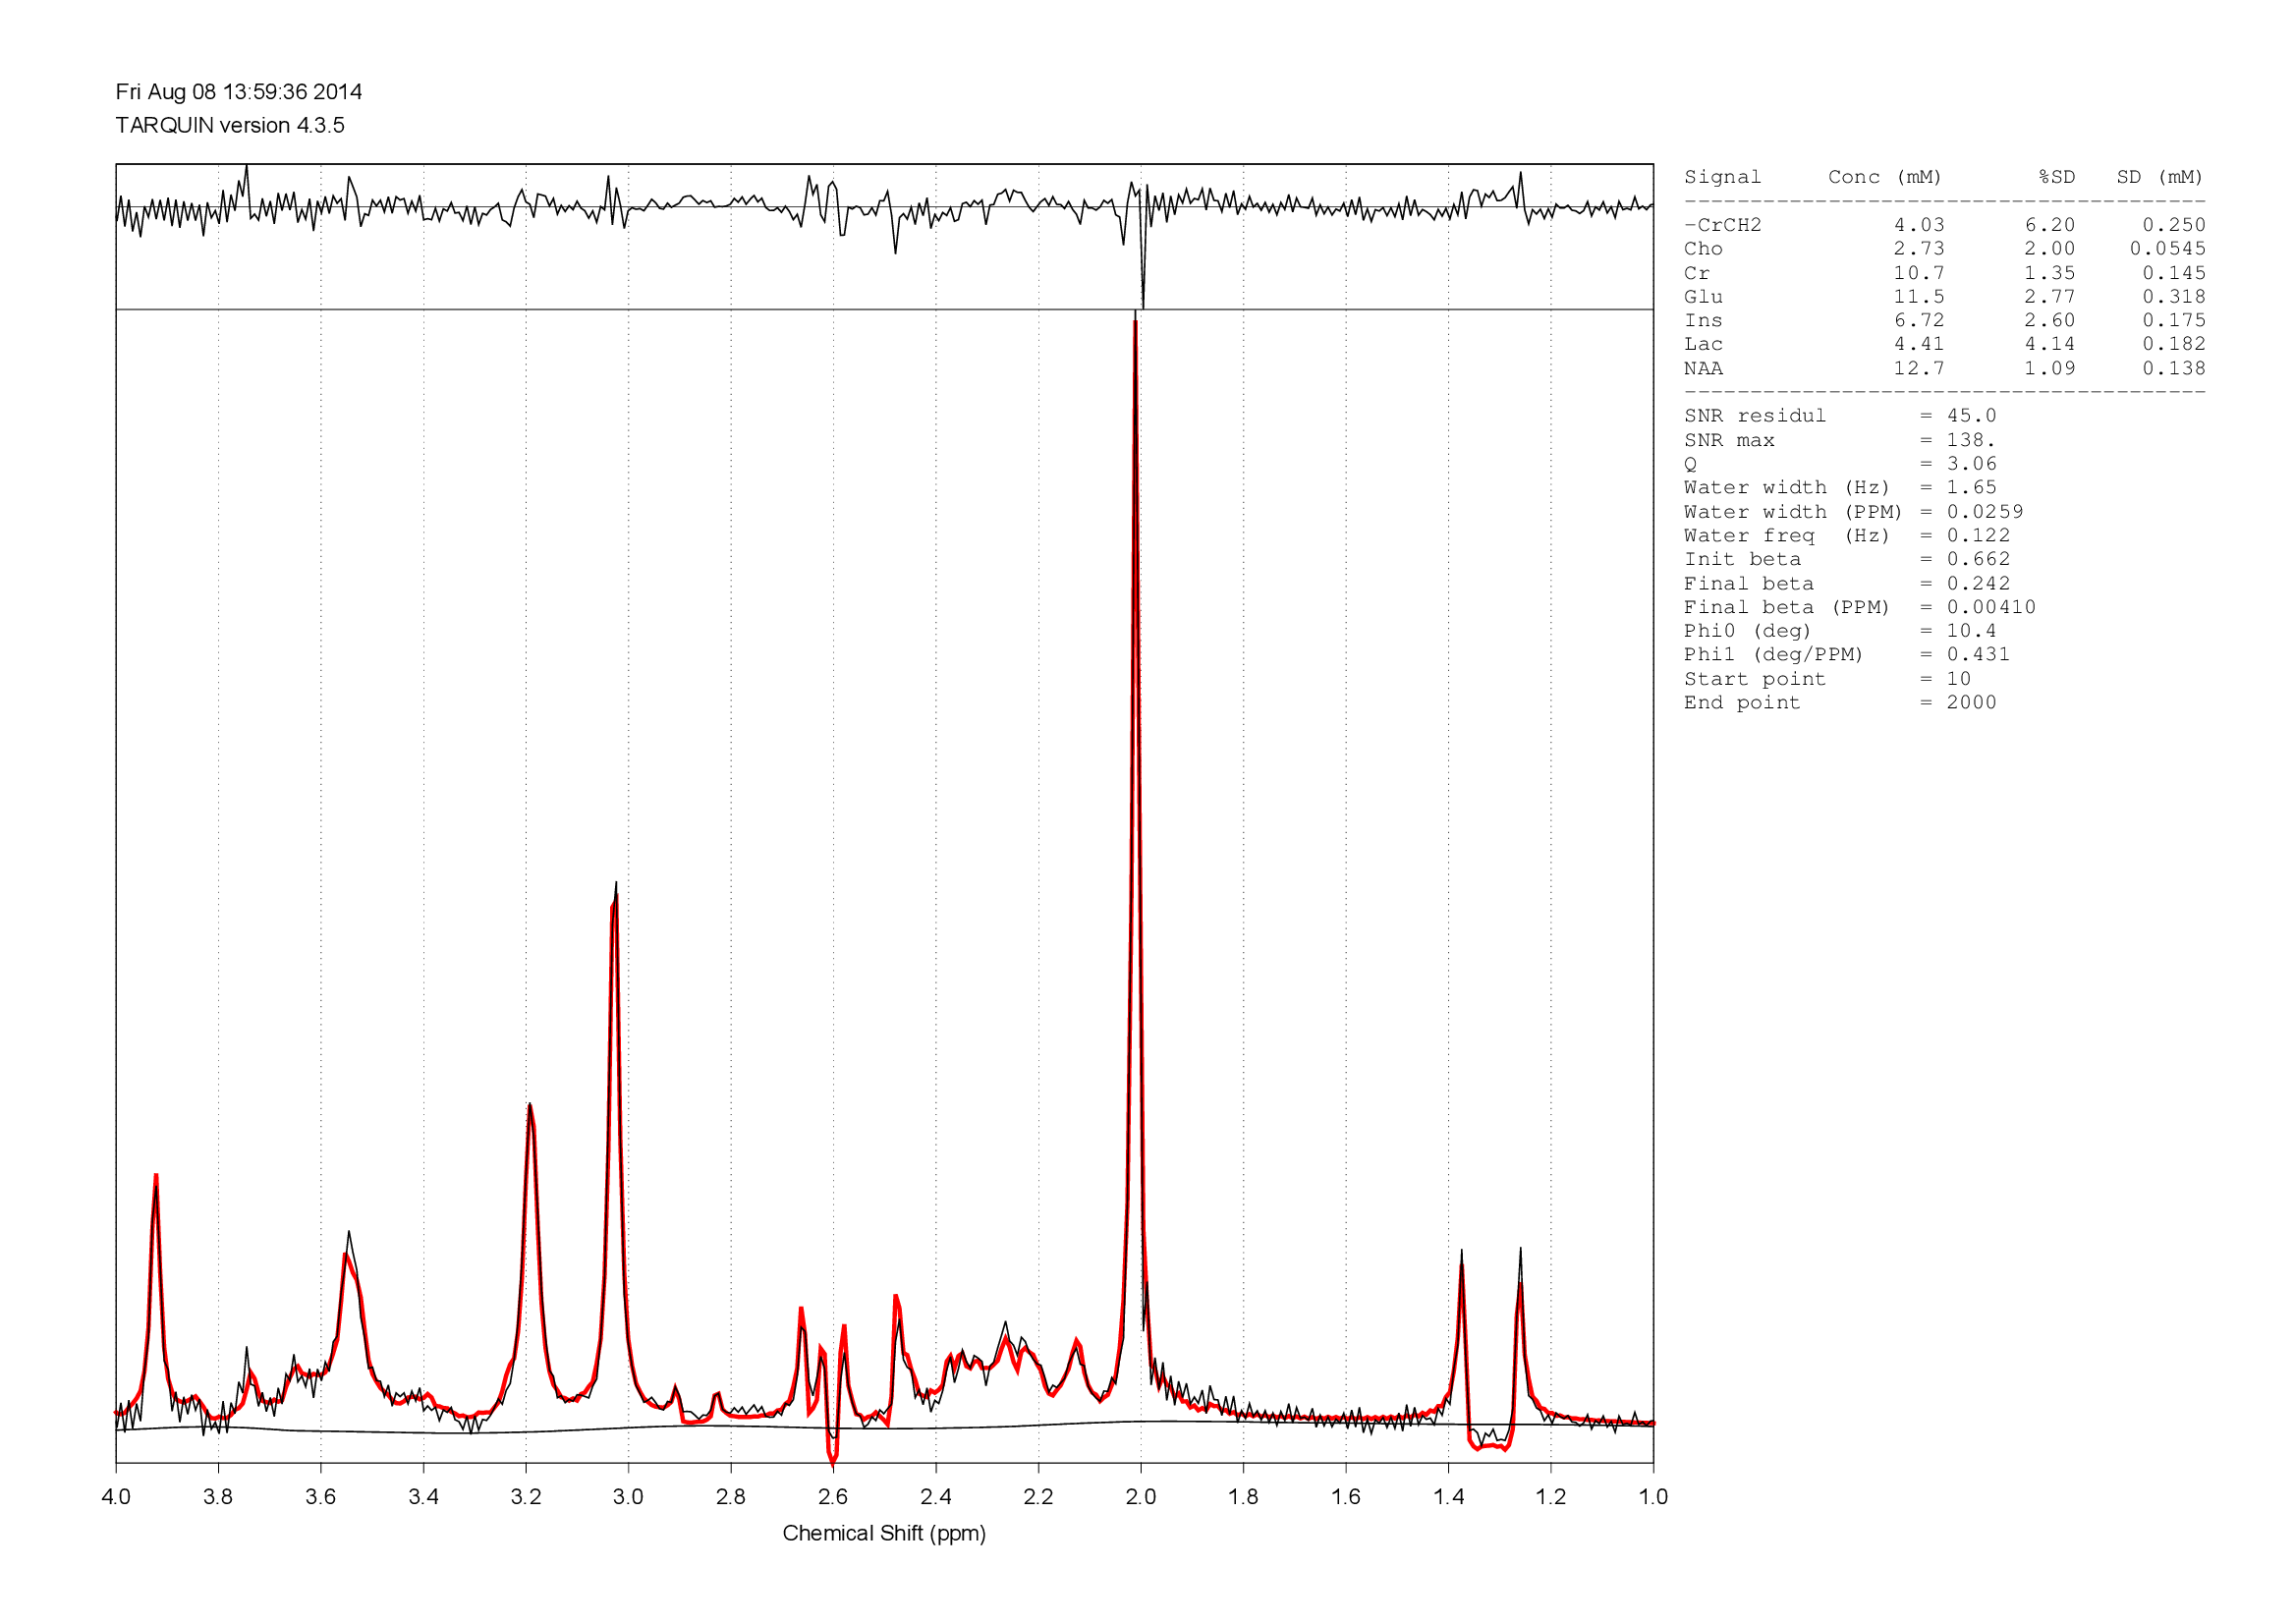 Fri Aug 08 13:59:36 2014
TARQUIN version 4.3.5
Signal Conc (mM) %SD SD (mM)
-CrCH2 4.03 6.20 0.250
Cho 2.73 2.00 0.0545
Cr 10.7 1.35 0.145
Glu 11.5 2.77 0.318
Ins 6.72 2.60 0.175
Lac 4.41 4.14 0.182
NAA 12.7 1.09 0.138
SNR residul = 45.0
SNR max = 138.
Q = 3.06
Water width (Hz) = 1.65
Water width (PPM) = 0.0259
Water freq (Hz) = 0.122
Init beta = 0.662
Final beta = 0.242
Final beta (PPM) = 0.00410
Phi0 (deg) = 10.4
Phi1 (deg/PPM) = 0.431
Start point = 10
End point = 2000
4.0 3.8 3.6 3.4 3.2 3.0 2.8 2.6 2.4 2.2 2.0 1.8 1.6 1.4 1.2 1.0
Chemical Shift (ppm)